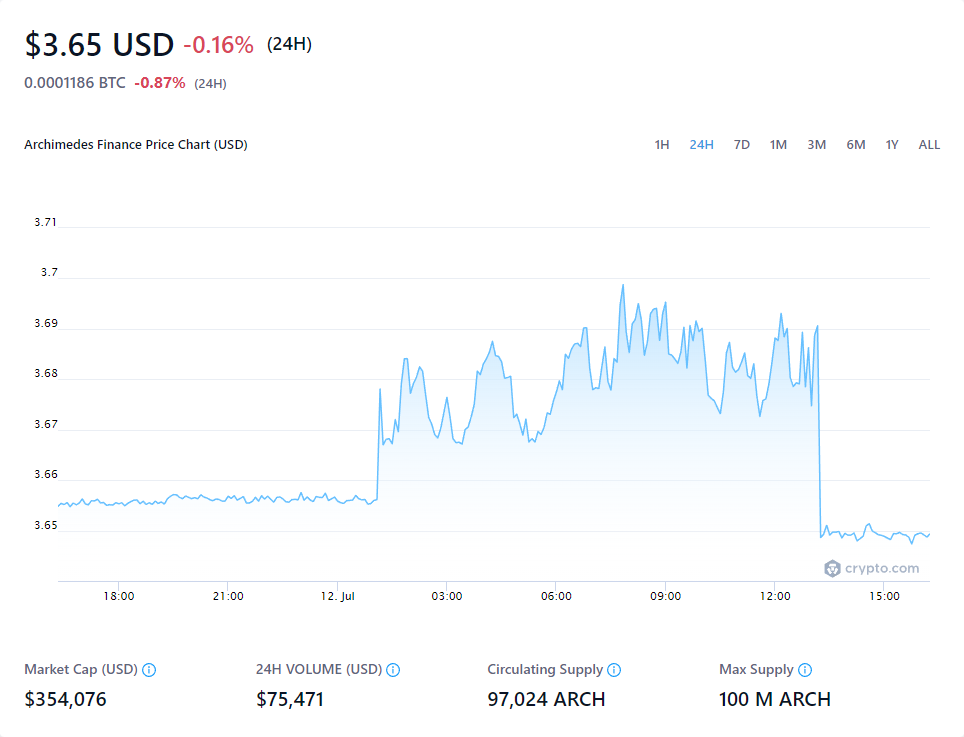 $3.65 USD -0.16% (24H)
0.0001186 BTC -0.87% (24H)
Archimedes Finance Price Chart (USD) 1H 24H 7D 1M 3M 6M 1Y ALL
3.71
3.7
3.69
3.68
3.67
3.66
3.65
crypto.com
18:00 21:00 12. Jul 03:00 06:00 09:00 12:00 15:00
Market Cap (USD) 24H VOLUME (USD) Circulating Supply Max Supply
$354,076 $75,471 97,024 ARCH 100 M ARCH